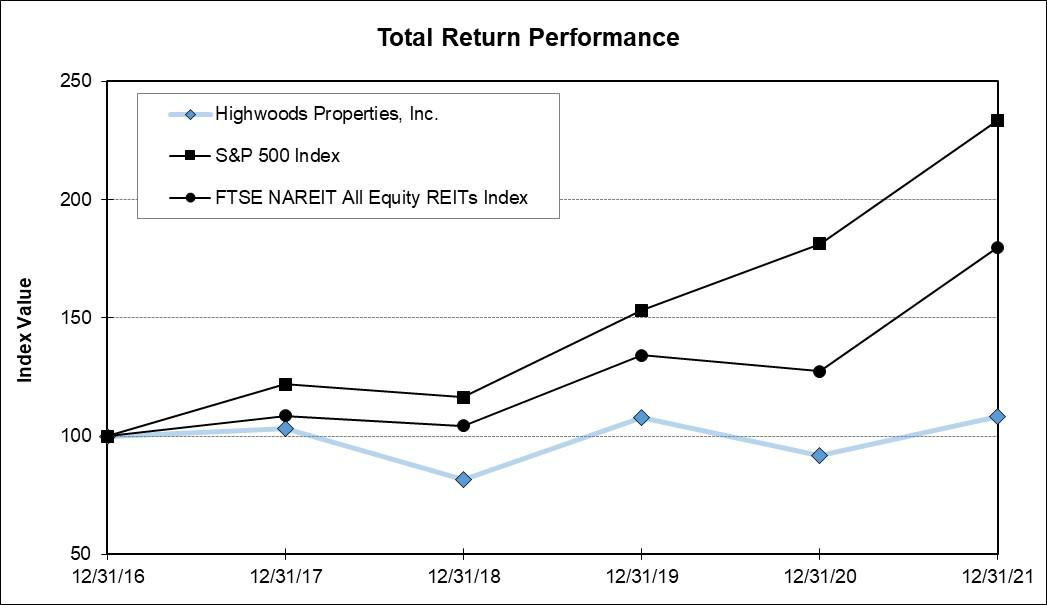 Total Return Performance
250
200
150
100
50
Index Value
Highwoods Properties, Inc.
S&P 500 Index
FTSE NAREIT All Equity REITs Index
12/31/16
12/31/17
12/31/18
12/31/19
12/31/20
12/31/21